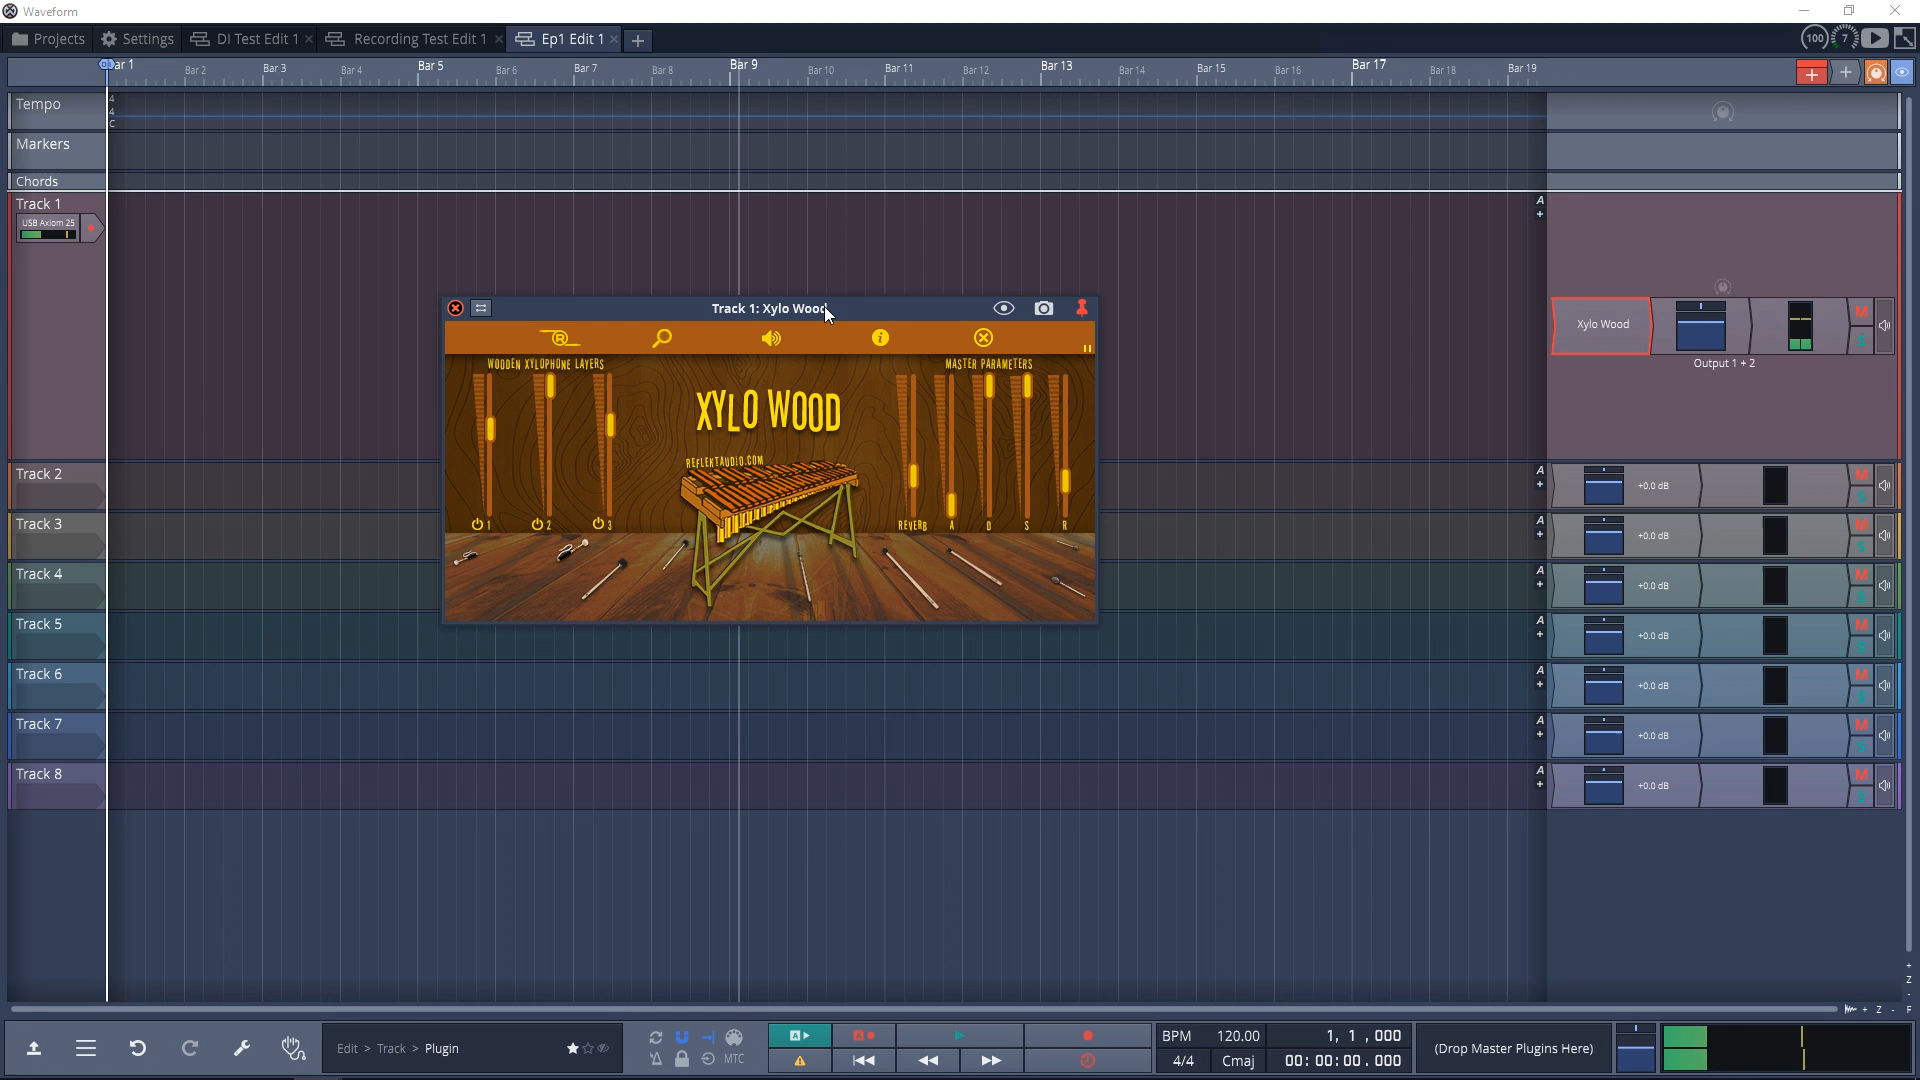 Waveform
Projects Settings DI Test Edit 1 Recording Test Edit 1 Ep1 Edit 1
100 7
Bar 2 Bar 3 Bar 4 Bar 5 Bar 6 Bar 7 Bar 8 Bar 9 Bar 10 Bar 11 Bar 12 Bar 13 Bar 14 Bar 15 Bar 16 Bar 17 Bar 18 Bar 19
Tempo
4
4
C
Markers
Chords
Track 1
USB Axiom 25
A
+
Track 1: Xylo Wood
WOODEN XYLOPHONE LAYERS
MASTER PARAMETERS
XYLO WOOD
REFLEKTAUDIO.COM
1 2 3
REVERB A D S R
Xylo Wood
M
S
Output 1 + 2
Track 2 A + +0.0 dB M S
Track 3 A + +0.0 dB M S
Track 4 A + +0.0 dB M S
Track 5 A + +0.0 dB M S
Track 6 A + +0.0 dB M S
Track 7 A + +0.0 dB M S
Track 8 A + +0.0 dB M S
+
Z
-
F
+ Z - F
Edit > Track > Plugin
MTC
A
A
BPM 120.00
4/4 Cmaj
1, 1 ,000
00:00:00.000
(Drop Master Plugins Here)